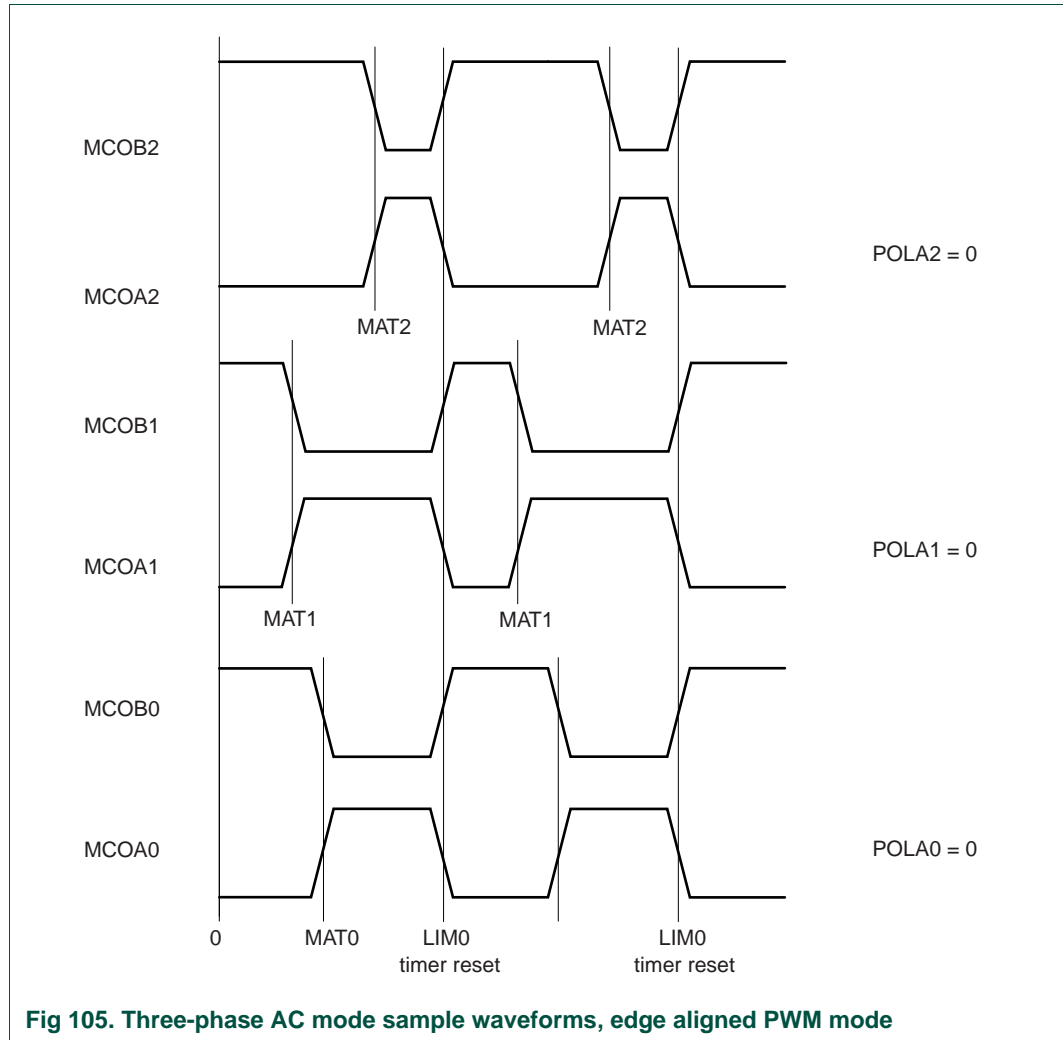 MCOB2
POLA2 = 0
MCOA2
MAT2 MAT2
MCOB1
MCOA1
POLA1 = 0
MAT1 MAT1
MCOB0
MCOA0
POLA0 = 0
0 MAT0 LIM0 LIM0
timer reset timer reset
Fig 105. Three-phase AC mode sample waveforms, edge aligned PWM mode